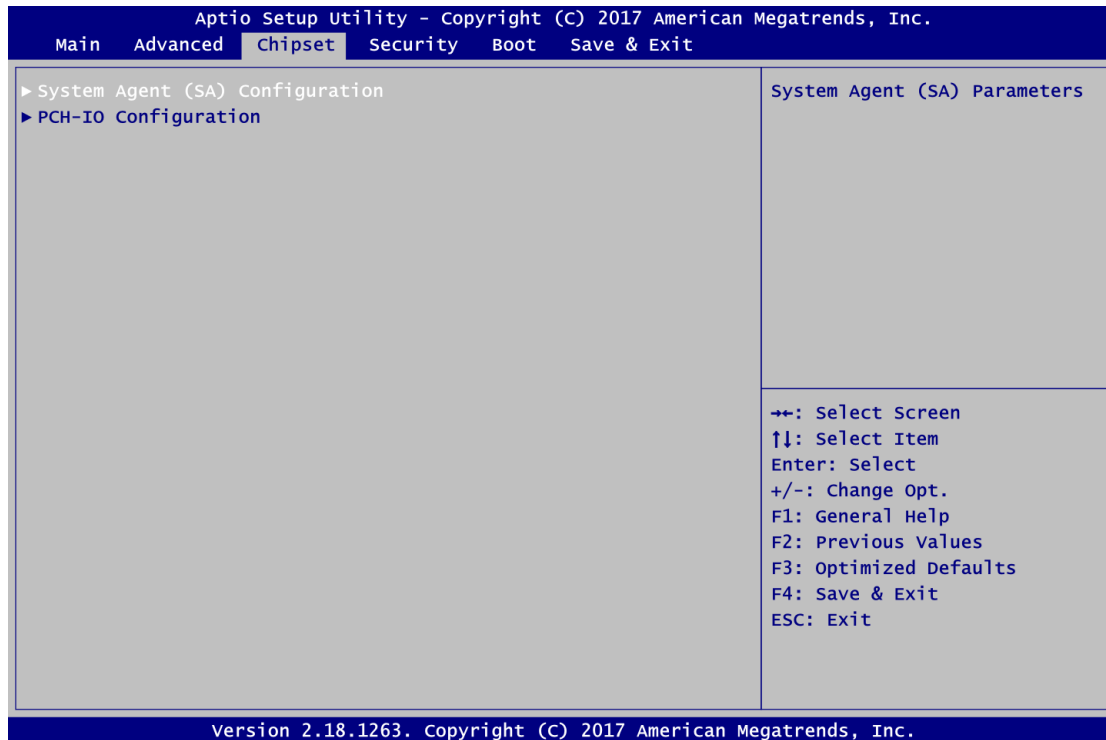 Aptio Setup Utility - Copyright (C) 2017 American Megatrends, Inc.
Main Advanced Chipset Security Boot Save & Exit
▶ System Agent (SA) Configuration
▶ PCH-IO Configuration
System Agent (SA) Parameters
→←: Select Screen
↑↓: Select Item
Enter: Select
+/-: Change Opt.
F1: General Help
F2: Previous Values
F3: Optimized Defaults
F4: Save & Exit
ESC: Exit
Version 2.18.1263. Copyright (C) 2017 American Megatrends, Inc.